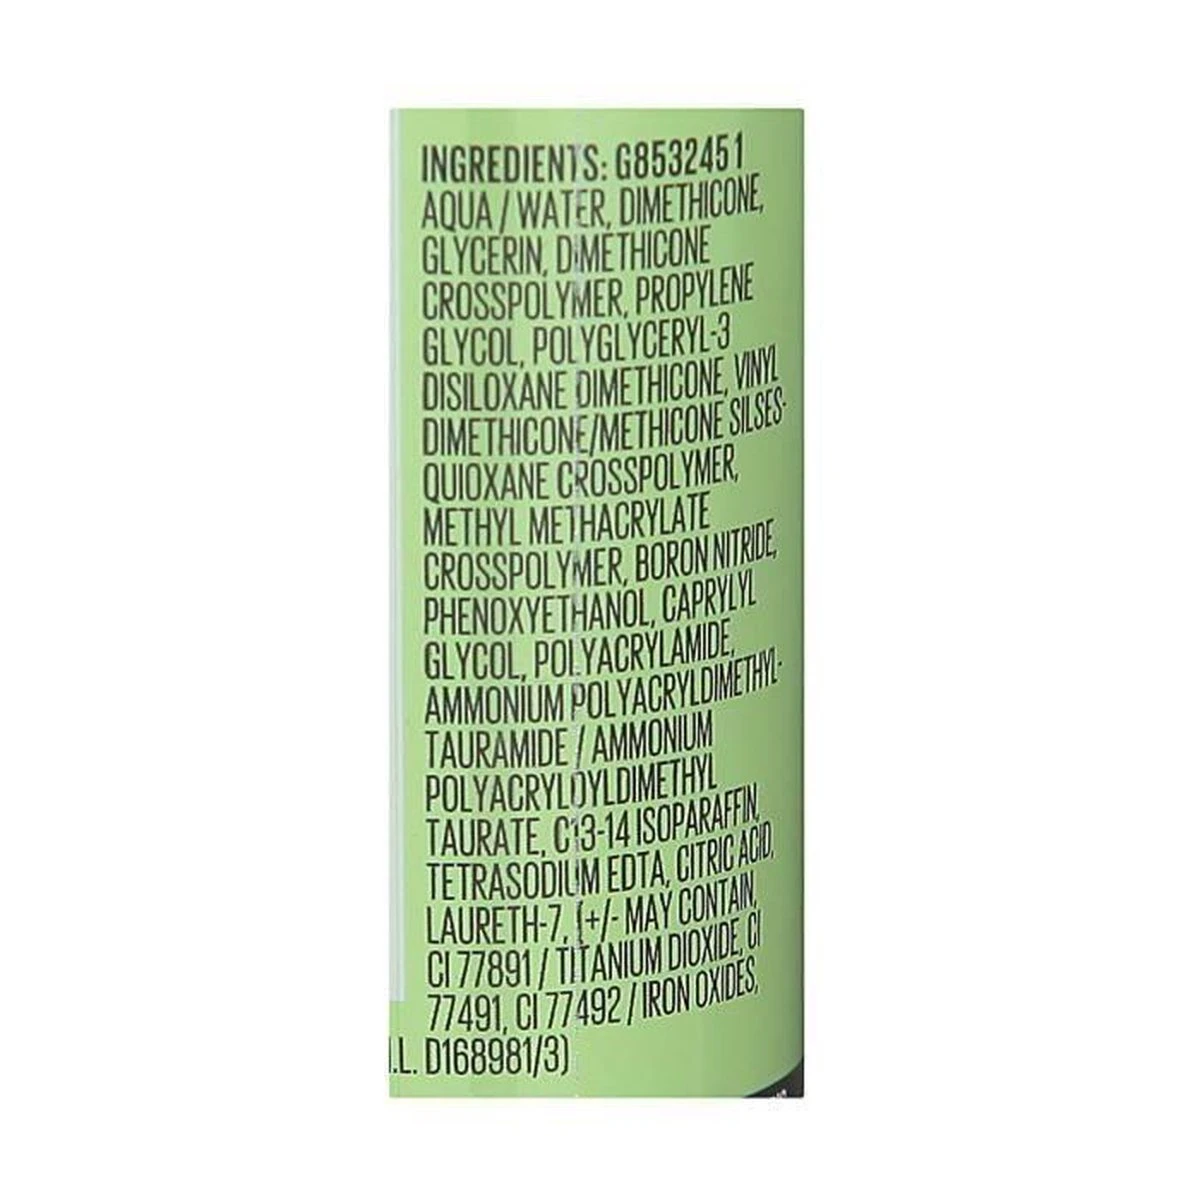 INGREDIENTS: G8532451
AQUA / WATER, DIMETHICONE,
GLYCERIN, DIMETHICONE
CROSSPOLYMER, PROPYLENE
GLYCOL, POLYGLYCERYL-3
DISILOXANE DIMETHICONE, VINYL
DIMETHICONE/METHICONE SILSES-
QUIOXANE CROSSPOLYMER,
METHYL METHACRYLATE
CROSSPOLYMER, BORON NITRIDE,
PHENOXYETHANOL, CAPRYLYL
GLYCOL, POLYACRYLAMIDE,
AMMONIUM POLYACRYLDIMETHYL-
TAURAMIDE / AMMONIUM
POLYACRYLOYLDIMETHYL
TAURATE, C13-14 ISOPARAFFIN,
TETRASODIUM EDTA, CITRIC ACID,
LAURETH-7, [+/- MAY CONTAIN,
CI 77891 / TITANIUM DIOXIDE, CI
77491, CI 77492 / IRON OXIDES,
.L. D168981/3)